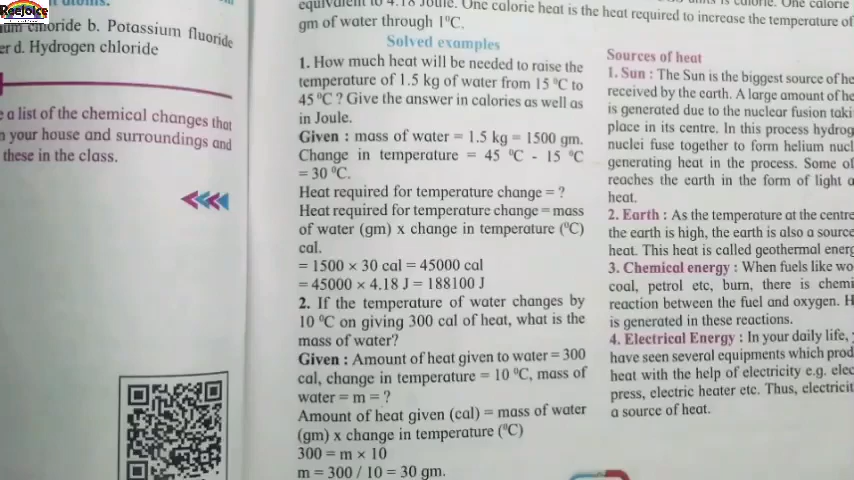 Reejoice
b. Potassium fluoride
d. Hydrogen chloride
a list of the chemical changes that
your house and surroundings and
these in the class.
equivalent to 4.18 Joule. One calorie heat is the heat required to increase the temperature of
gm of water through 1⁰C.
Solved examples
1. How much heat will be needed to raise the
temperature of 1.5 kg of water from 15 ⁰C to
45 ⁰C ? Give the answer in calories as well as
in Joule.
Given : mass of water = 1.5 kg = 1500 gm.
Change in temperature = 45 ⁰C - 15 ⁰C
= 30 ⁰C.
Heat required for temperature change = ?
Heat required for temperature change = mass
of water (gm) x change in temperature (⁰C)
cal.
= 1500 × 30 cal = 45000 cal
= 45000 × 4.18 J = 188100 J
2. If the temperature of water changes by
10 ⁰C on giving 300 cal of heat, what is the
mass of water?
Given : Amount of heat given to water = 300
cal, change in temperature = 10 ⁰C, mass of
water = m = ?
Amount of heat given (cal) = mass of water
(gm) x change in temperature (⁰C)
300 = m × 10
m = 300 / 10 = 30 gm.
Sources of heat
1. Sun : The Sun is the biggest source of
received by the earth. A large amount of
is generated due to the nuclear fusion
place in its centre. In this process
nuclei fuse together to form helium
generating heat in the process. Some of
reaches the earth in the form of light
heat.
2. Earth : As the temperature at the centre
the earth is high, the earth is also a source
heat. This heat is called geothermal
3. Chemical energy : When fuels like
coal, petrol etc, burn, there is
reaction between the fuel and oxygen.
is generated in these reactions.
4. Electrical Energy : In your daily life,
have seen several equipments which
heat with the help of electricity e.g.
press, electric heater etc. Thus,
a source of heat.